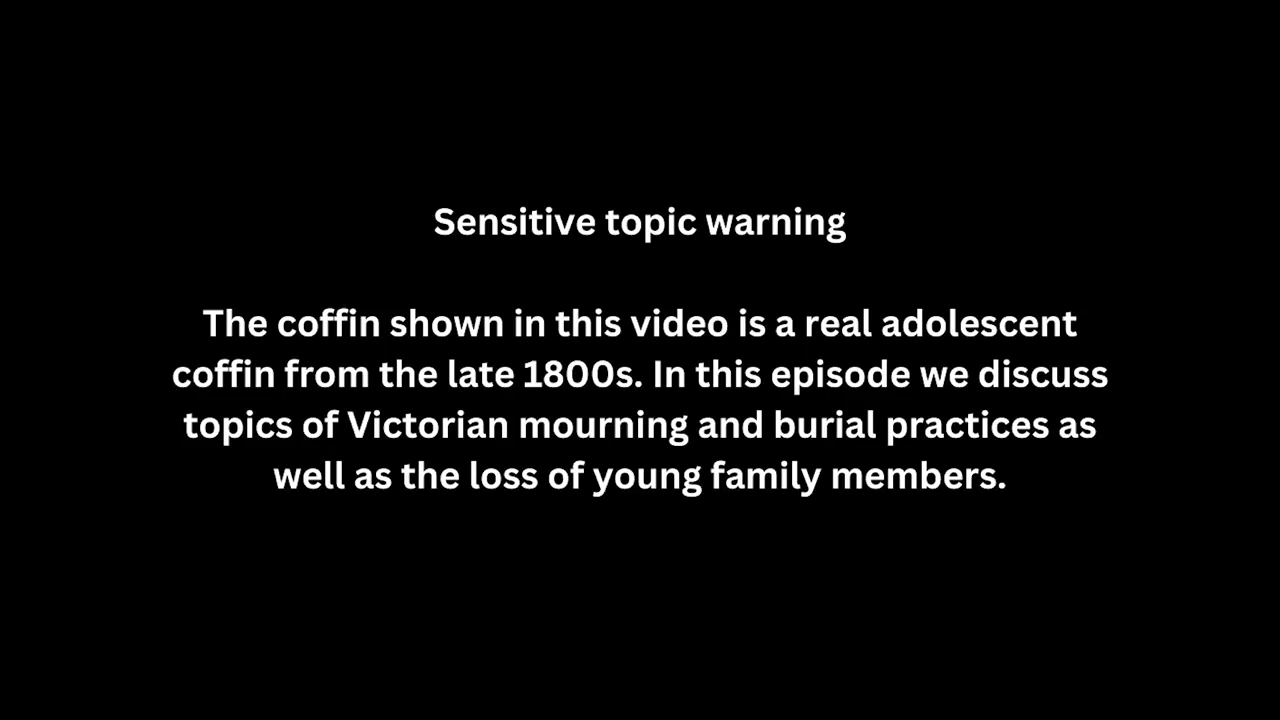 Sensitive topic warning
The coffin shown in this video is a real adolescent
coffin from the late 1800s. In this episode we discuss
topics of Victorian mourning and burial practices as
well as the loss of young family members.